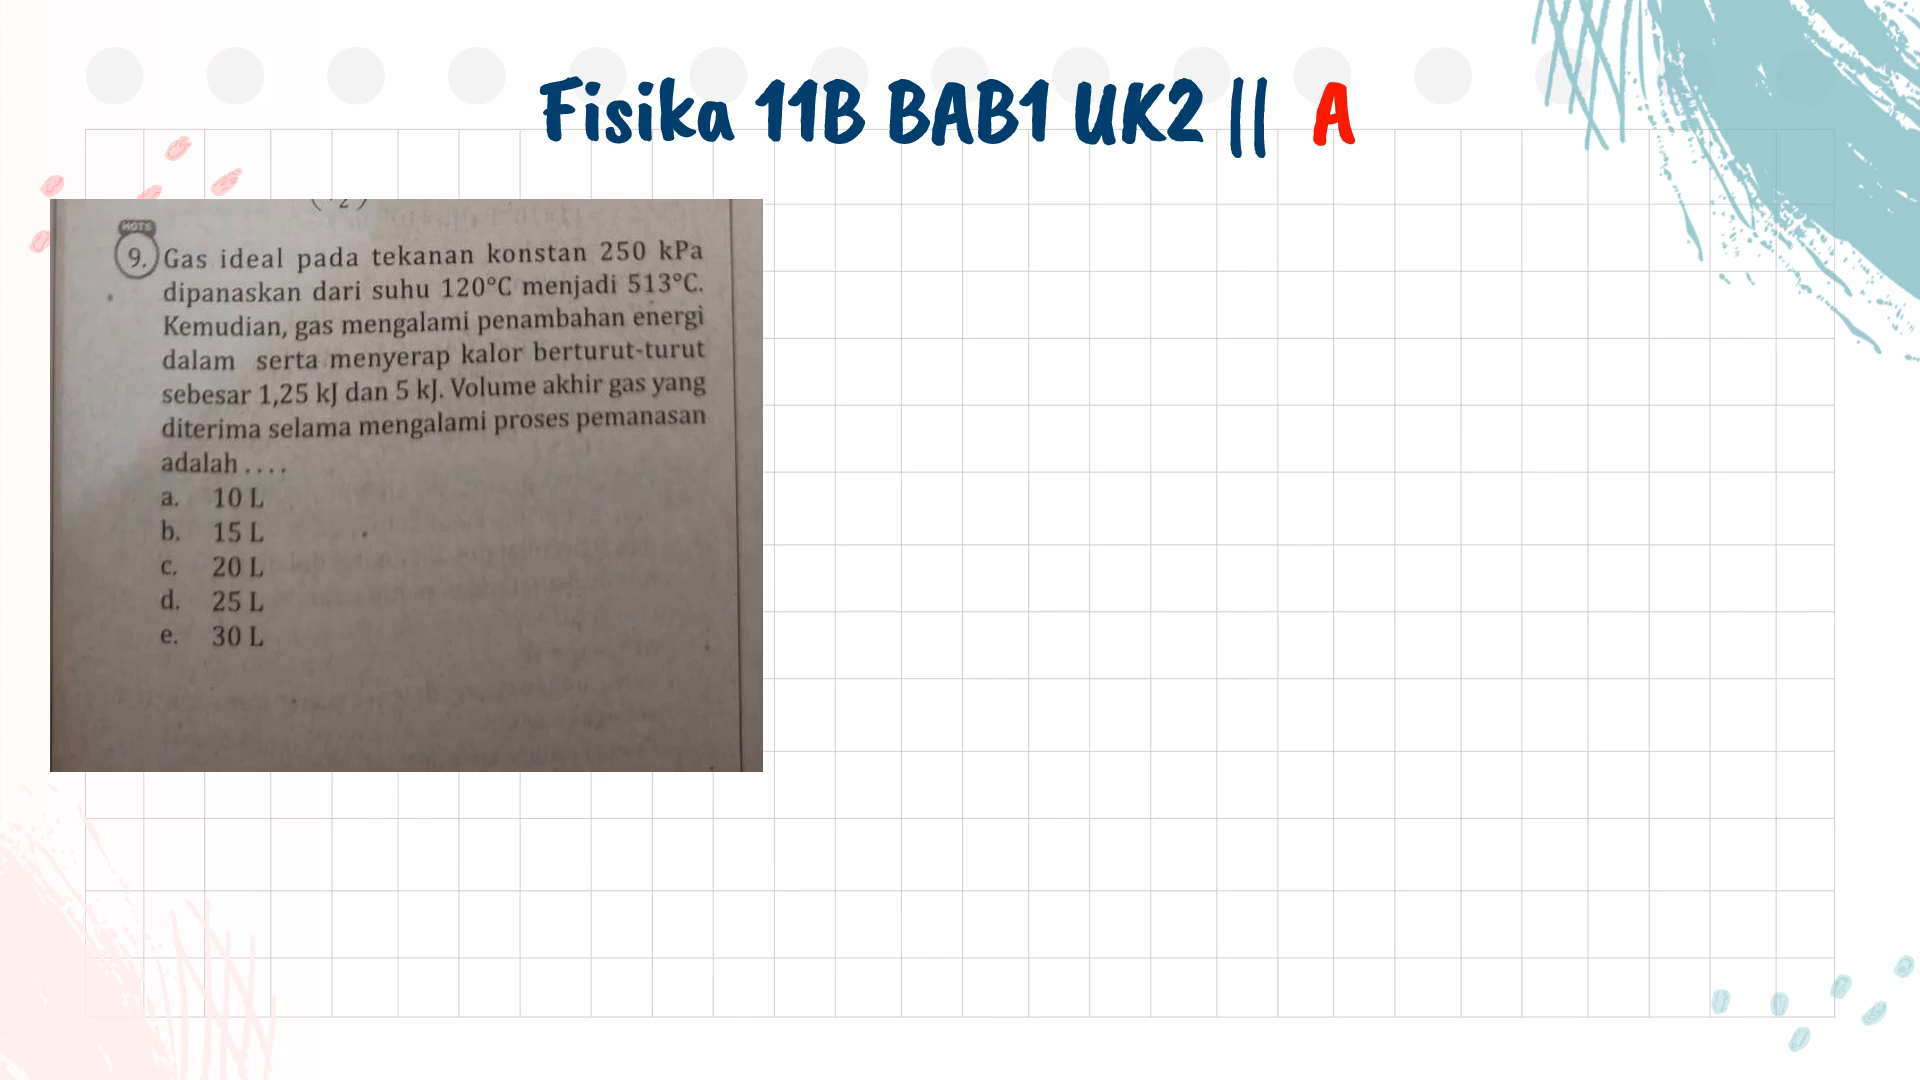 Fisika 11B BAB1 UK2 || A
HOTS
9. Gas ideal pada tekanan konstan 250 kPa
dipanaskan dari suhu 120°C menjadi 513°C.
Kemudian, gas mengalami penambahan energi
dalam serta menyerap kalor berturut-turut
sebesar 1,25 kJ dan 5 kJ. Volume akhir gas yang
diterima selama mengalami proses pemanasan
adalah ....
a. 10 L
b. 15 L
c. 20 L
d. 25 L
e. 30 L